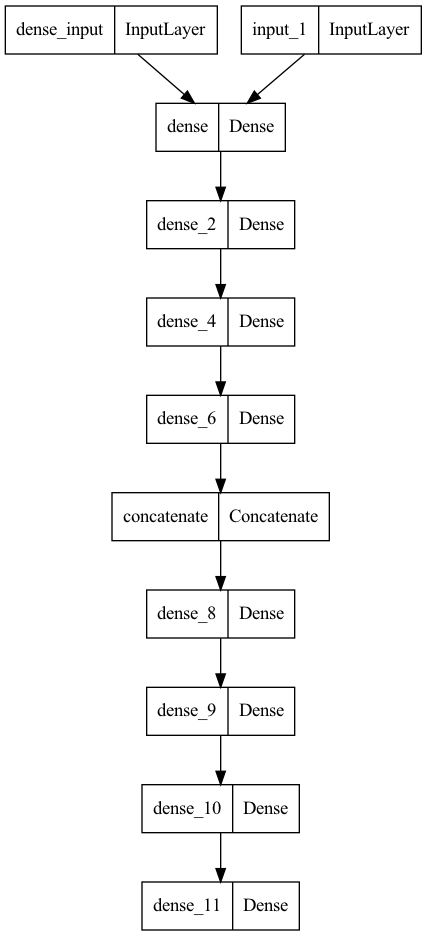 dense_input InputLayer input_1 InputLayer
dense Dense
dense_2 Dense
dense_4 Dense
dense_6 Dense
concatenate Concatenate
dense_8 Dense
dense_9 Dense
dense_10 Dense
dense_11 Dense